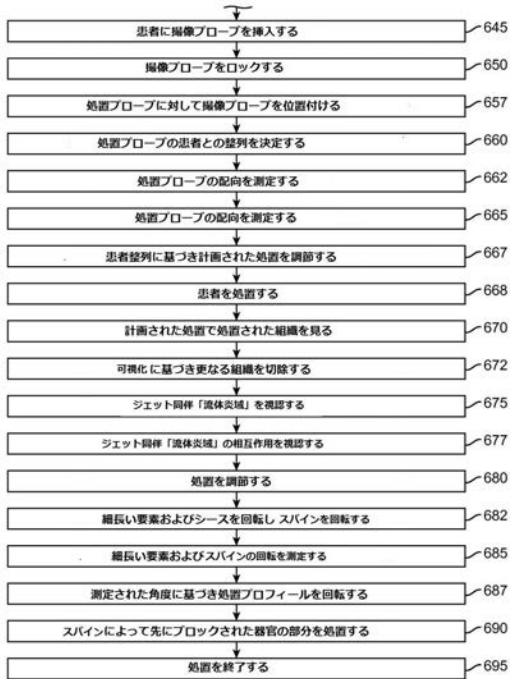 患者に撮像プローブを挿入する 645
撮像プローブをロックする 650
処置プローブに対して撮像プローブを位置付ける 657
処置プローブの患者との整列を決定する 660
処置プローブの配向を測定する 662
処置プローブの配向を測定する 665
患者整列に基づき計画された処置を調節する 667
患者を処置する 668
計画された処置で処置された組織を見る 670
可視化 に基づき更なる組織を切除する 672
ジェット同伴「流体炎域」を視認する 675
ジェット同伴「流体炎域」の相互作用を視認する 677
処置を調節する 680
細長い要素およびシースを回転し スパインを回転する 682
細長い要素およびスパインの回転を測定する 685
測定された角度に基づき処置プロフィールを回転する 687
スパインによって先にブロックされた器官の部分を処置する 690
処置を終了する 695